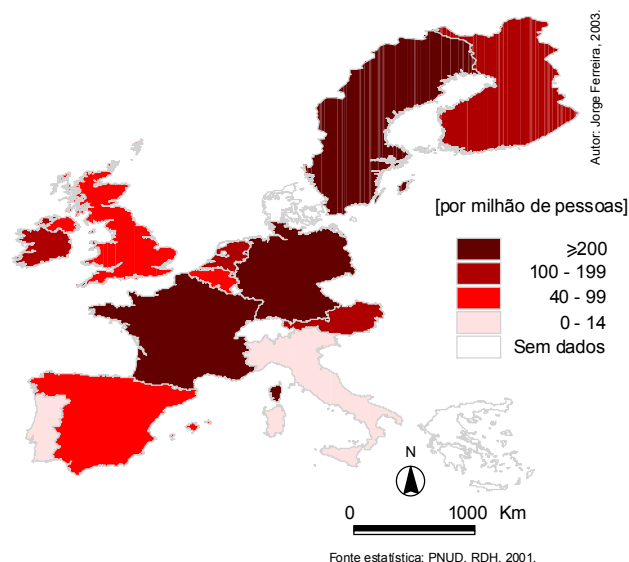 Autor: Jorge Ferreira, 2003.
[por milhão de pessoas]
⩾200
100 - 199
40 - 99
0 - 14
Sem dados
N
0 1000 Km
Fonte estatística: PNUD, RDH, 2001.